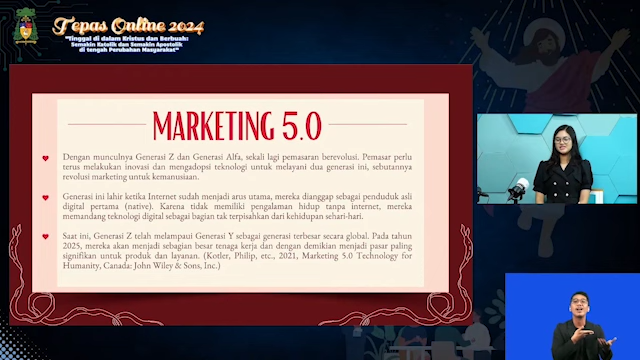 Tepas Online 2024
"Tinggal di dalam Kristus dan Berbuah:
Semakin Katolik dan Semakin Apostolik
di tengah Perubahan Masyarakat"
MARKETING 5.0
Dengan munculnya Generasi Z dan Generasi Alfa, sekali lagi pemasaran berevolusi. Pemasar perlu
terus melakukan inovasi dan mengadopsi teknologi untuk melayani dua generasi ini, sebutannya
revolusi marketing untuk kemanusiaan.
Generasi ini lahir ketika Internet sudah menjadi arus utama, mereka dianggap sebagai penduduk asli
digital pertama (native). Karena tidak memiliki pengalaman hidup tanpa internet, mereka
memandang teknologi digital sebagai bagian tak terpisahkan dari kehidupan sehari-hari.
Saat ini, Generasi Z telah melampaui Generasi Y sebagai generasi terbesar secara global. Pada tahun
2025, mereka akan menjadi sebagian besar tenaga kerja dan dengan demikian menjadi pasar paling
signifikan untuk produk dan layanan. (Kotler, Philip, etc., 2021, Marketing 5.0 Technology for
Humanity, Canada: John Wiley & Sons, Inc.)